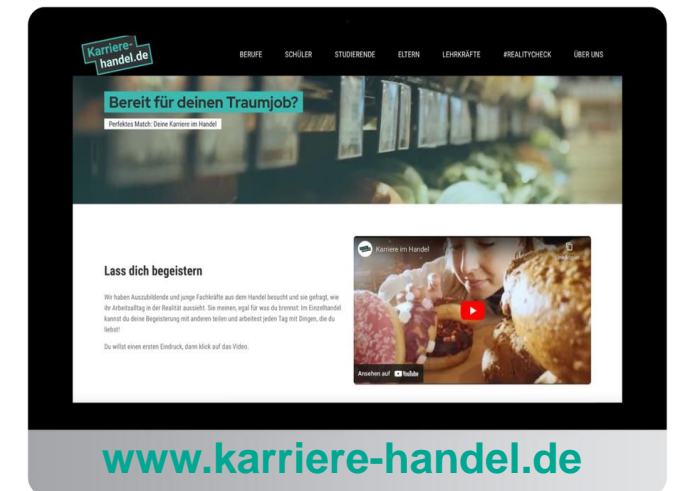 Karriere-
handel.de
BERUFE SCHÜLER STUDIERENDE ELTERN LEHRKRÄFTE #REALITYCHECK ÜBER UNS
Bereit für deinen Traumjob?
Perfektes Match: Deine Karriere im Handel
Lass dich begeistern
Wir haben Auszubildende und junge Fachkräfte aus dem Handel besucht und sie gefragt, wie
ihr Arbeitsalltag in der Realität aussieht. Sie meinen, egal für was du brennst: Im Einzelhandel
kannst du deine Begeisterung mit anderen teilen und arbeitest jeden Tag mit Dingen, die du
liebst!
Du willst einen ersten Eindruck, dann klick auf das Video.
Karriere im Handel
Ansehen auf YouTube
www.karriere-handel.de